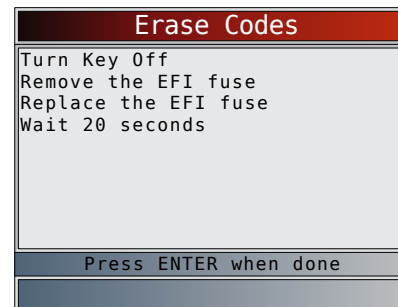 Erase Codes
Turn Key Off
Remove the EFI fuse
Replace the EFI fuse
Wait 20 seconds
Press ENTER when done